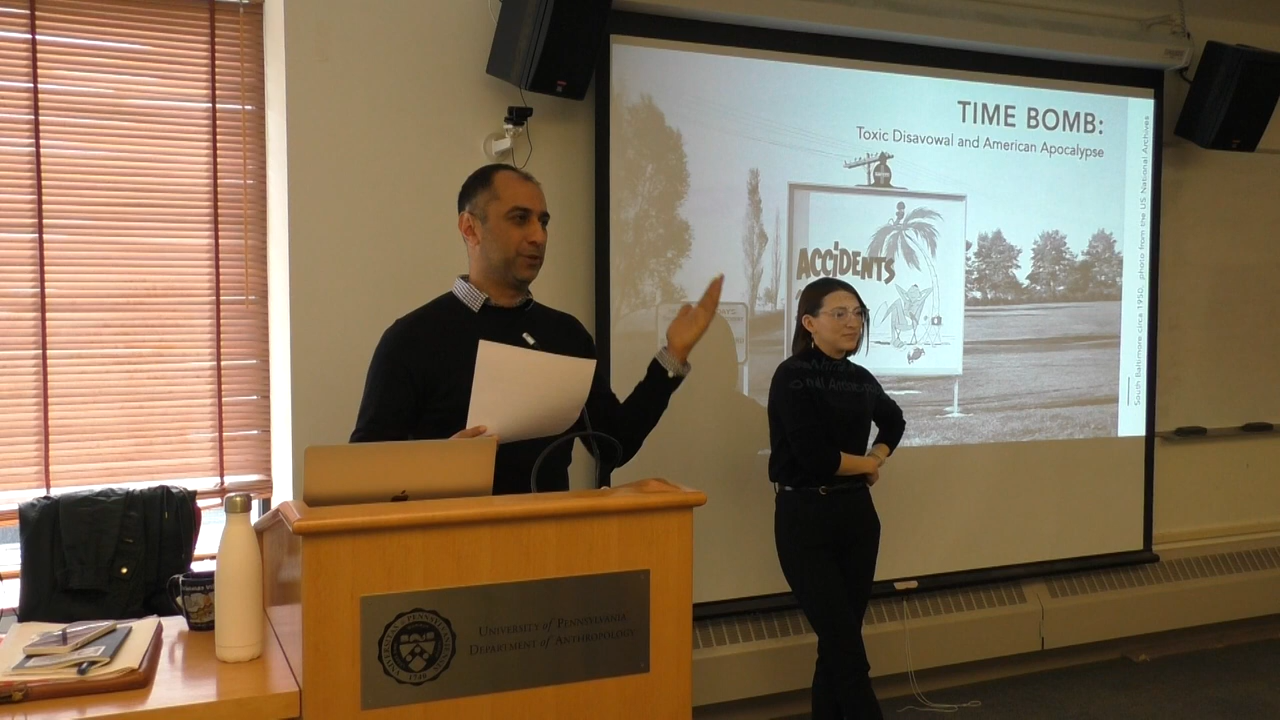 TIME BOMB:
Toxic Disavowal and American Apocalypse
ACCIDENTS
South Baltimore circa 1950, photo from the US National Archives
UNIVERSITY of PENNSYLVANIA
DEPARTMENT of ANTHROPOLOGY
1740